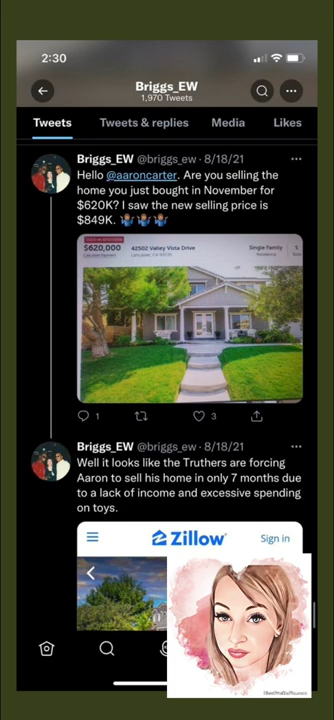 2:30
Briggs_EW
1,970 Tweets
Tweets Tweets & replies Media Likes
Briggs_EW @briggs_ew · 8/18/21
Hello @aaroncarter. Are you selling the
home you just bought in November for
$620K? I saw the new selling price is
$849K. 🤷🏽‍♂️🤷🏽‍♂️🤷🏽‍♂️
$620,000 42502 Valley Vista Drive Single Family
Residence
1 3
Briggs_EW @briggs_ew · 8/18/21
Well it looks like the Truthers are forcing
Aaron to sell his home in only 7 months due
to a lack of income and excessive spending
on toys.
Zillow Sign in